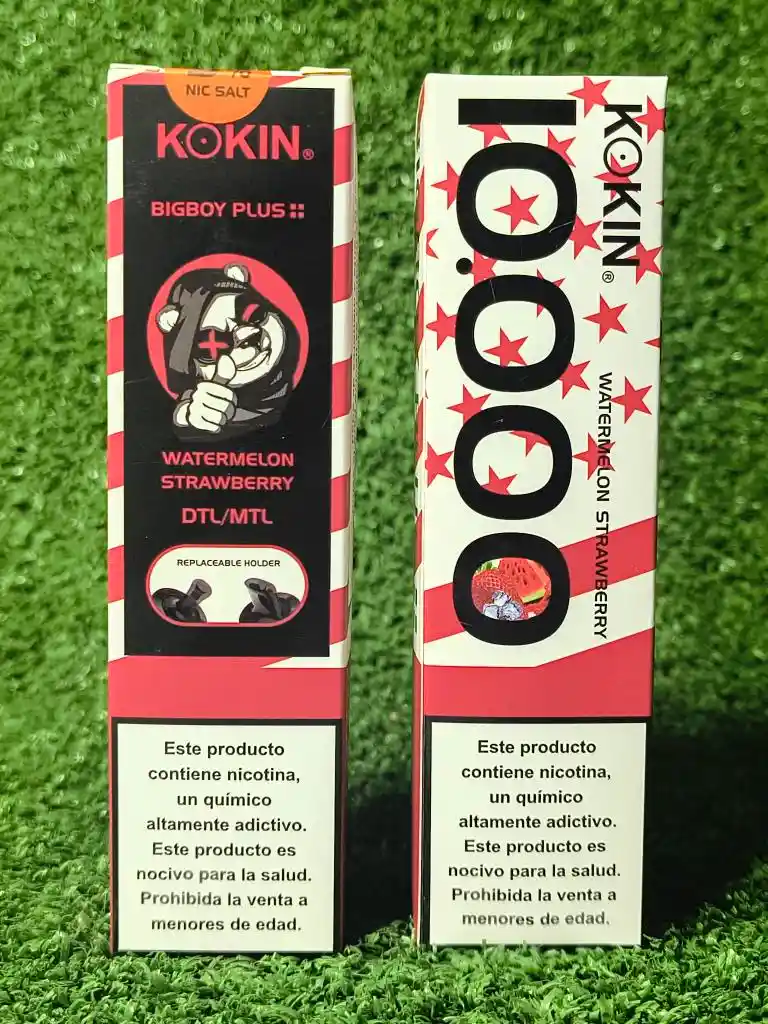 NIC SALT
KOKIN®
BIGBOY PLUS
WATERMELON
STRAWBERRY
DTL/MTL
REPLACEABLE HOLDER
Este producto
contiene nicotina,
un químico
altamente adictivo.
Este producto es
nocivo para la salud.
Prohibida la venta a
menores de edad.
KOKIN®
WATERMELON STRAWBERRY
10.000
Este producto
contiene nicotina,
un químico
altamente adictivo.
Este producto es
nocivo para la salud.
Prohibida la venta a
menores de edad.